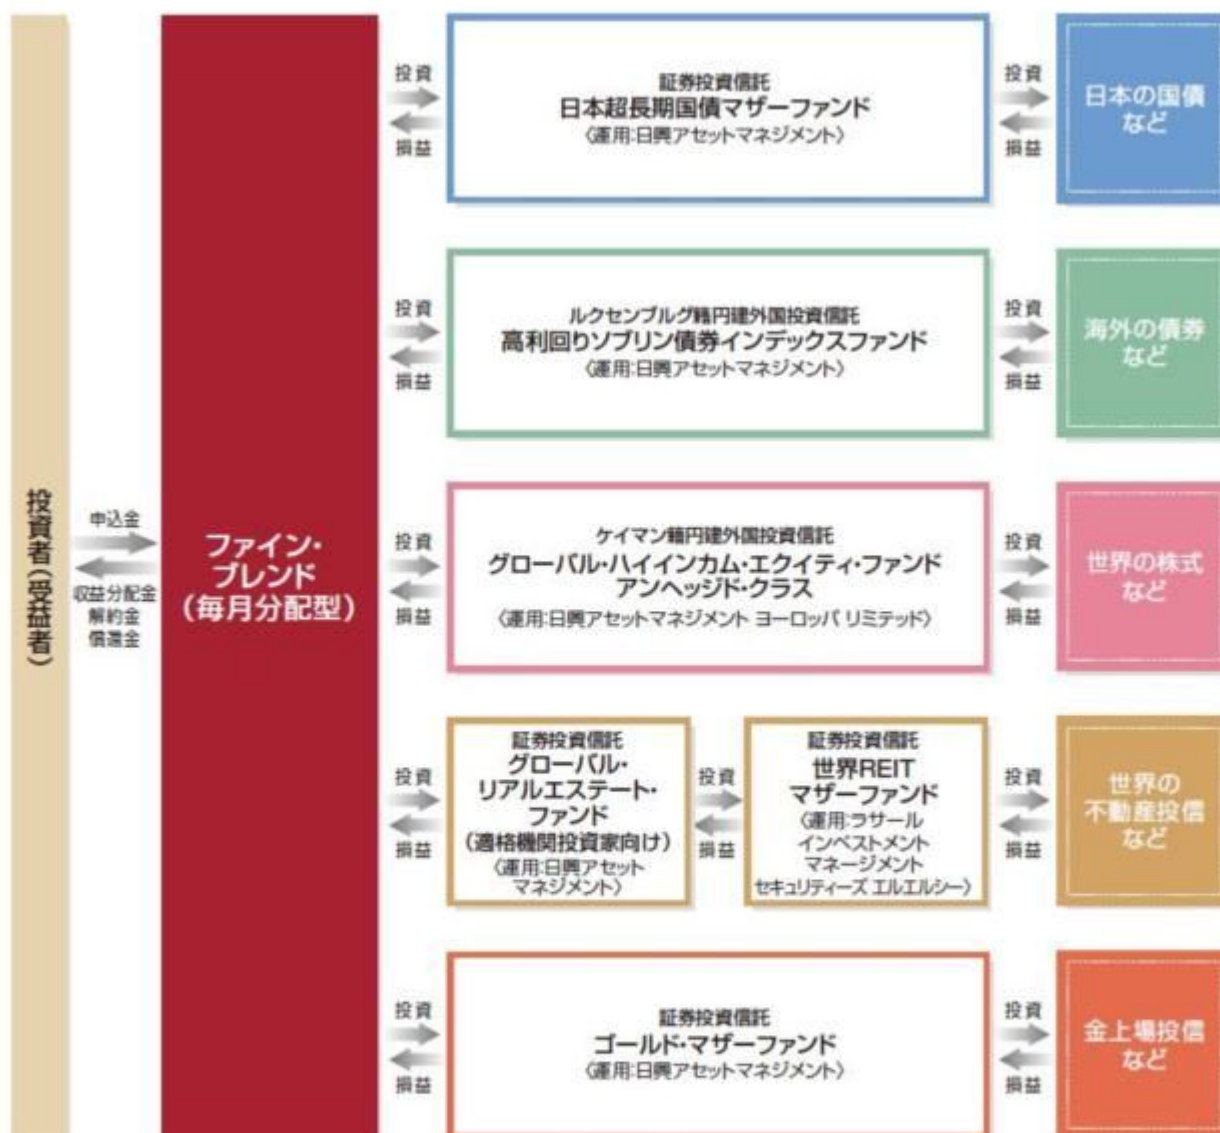 投資者(受益者)
申込金
収益分配金
解約金
償還金
ファイン・
ブレンド
(毎月分配型)
投資
損益
証券投資信託
日本超長期国債マザーファンド
〈運用:日興アセットマネジメント〉
投資
損益
日本の国債
など
投資
損益
ルクセンブルグ籍円建外国投資信託
高利回りソブリン債券インデックスファンド
〈運用:日興アセットマネジメント〉
投資
損益
海外の債券
など
投資
損益
ケイマン籍円建外国投資信託
グローバル・ハイインカム・エクイティ・ファンド
アンヘッジド・クラス
〈運用:日興アセットマネジメント ヨーロッパ リミテッド〉
投資
損益
世界の株式
など
投資
損益
証券投資信託
グローバル・
リアルエステート・
ファンド
(適格機関投資家向け)
〈運用:日興アセット
マネジメント〉
投資
損益
証券投資信託
世界REIT
マザーファンド
〈運用:ラサール
インベストメント
マネージメント
セキュリティーズ エルエルシー〉
投資
損益
世界の
不動産投信
など
投資
損益
証券投資信託
ゴールド・マザーファンド
〈運用:日興アセットマネジメント〉
投資
損益
金上場投信
など